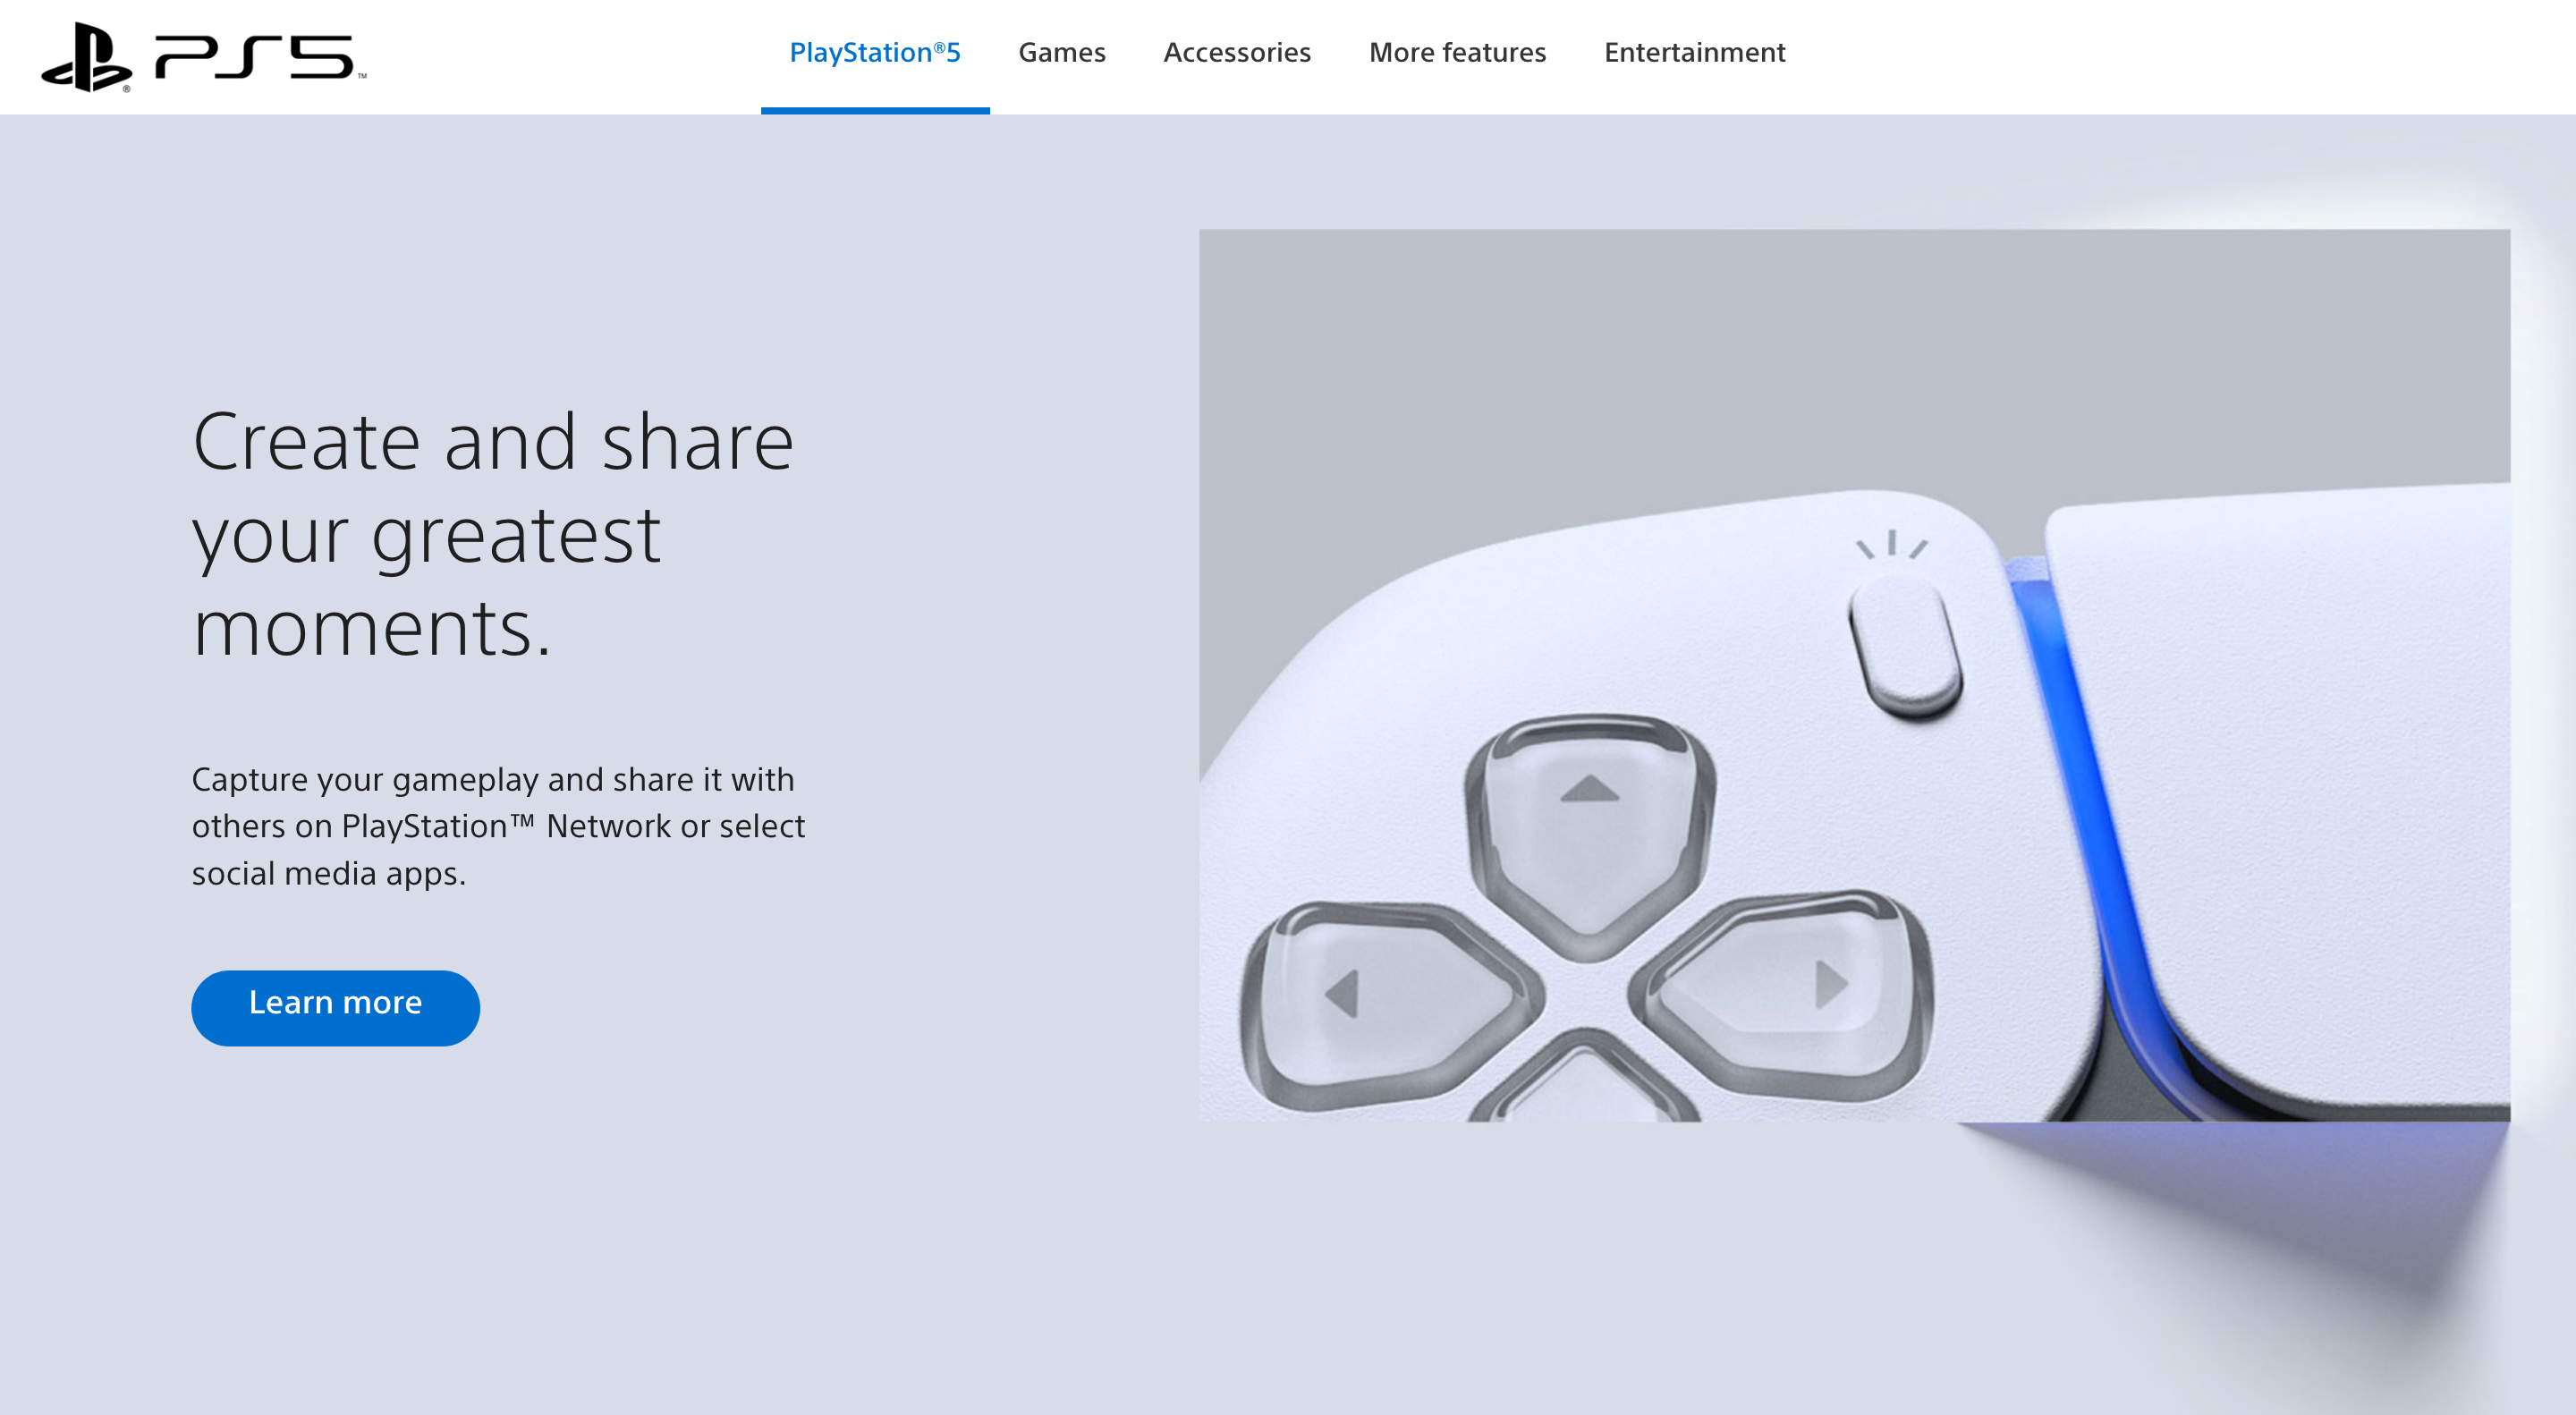 PS5™
PlayStation®5
Games
Accessories
More features
Entertainment
Create and share
your greatest
moments.
Capture your gameplay and share it with
others on PlayStation™ Network or select
social media apps.
Learn more